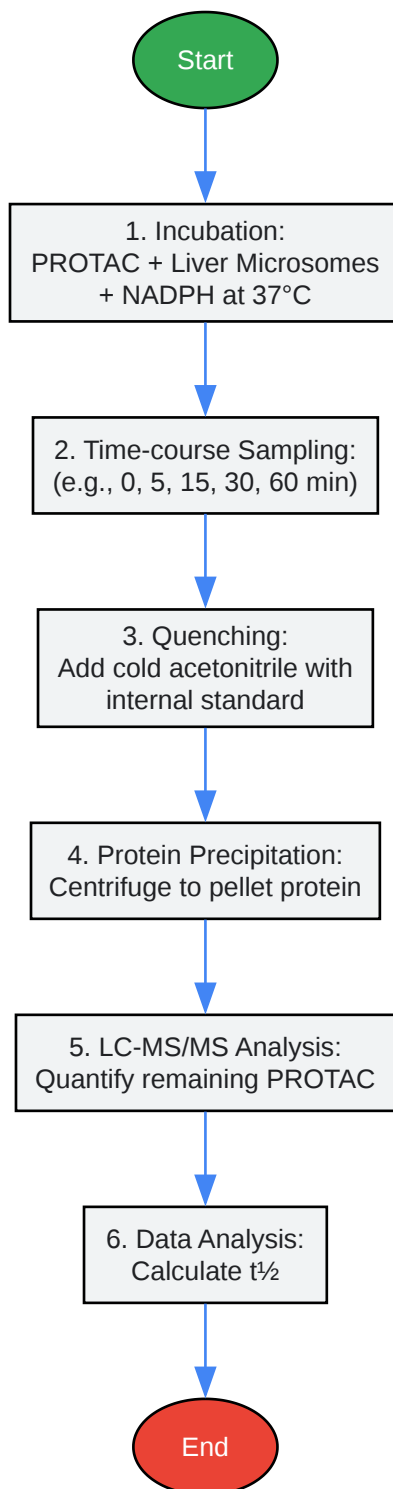 Start
1. Incubation:
PROTAC + Liver Microsomes
+ NADPH at 37°C
2. Time-course Sampling:
(e.g., 0, 5, 15, 30, 60 min)
3. Quenching:
Add cold acetonitrile with
internal standard
4. Protein Precipitation:
Centrifuge to pellet protein
5. LC-MS/MS Analysis:
Quantify remaining PROTAC
6. Data Analysis:
Calculate t½
End